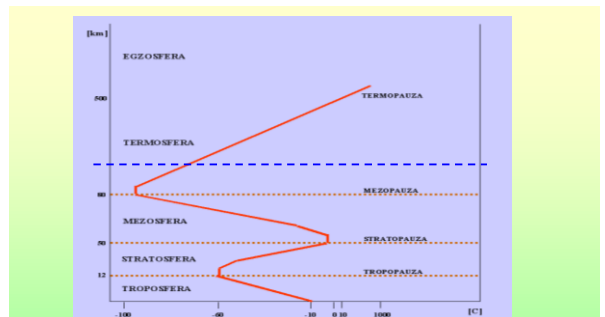 [km]
EGZOSFERA
500
TERMOPAUZA
TERMOSFERA
80
MEZOPAUZA
MEZOSFERA
STRATOPAUZA
50
STRATOSFERA
TROPOPAUZA
12
TROPOSFERA
-100 -60 -10 0 10 1000 [C]